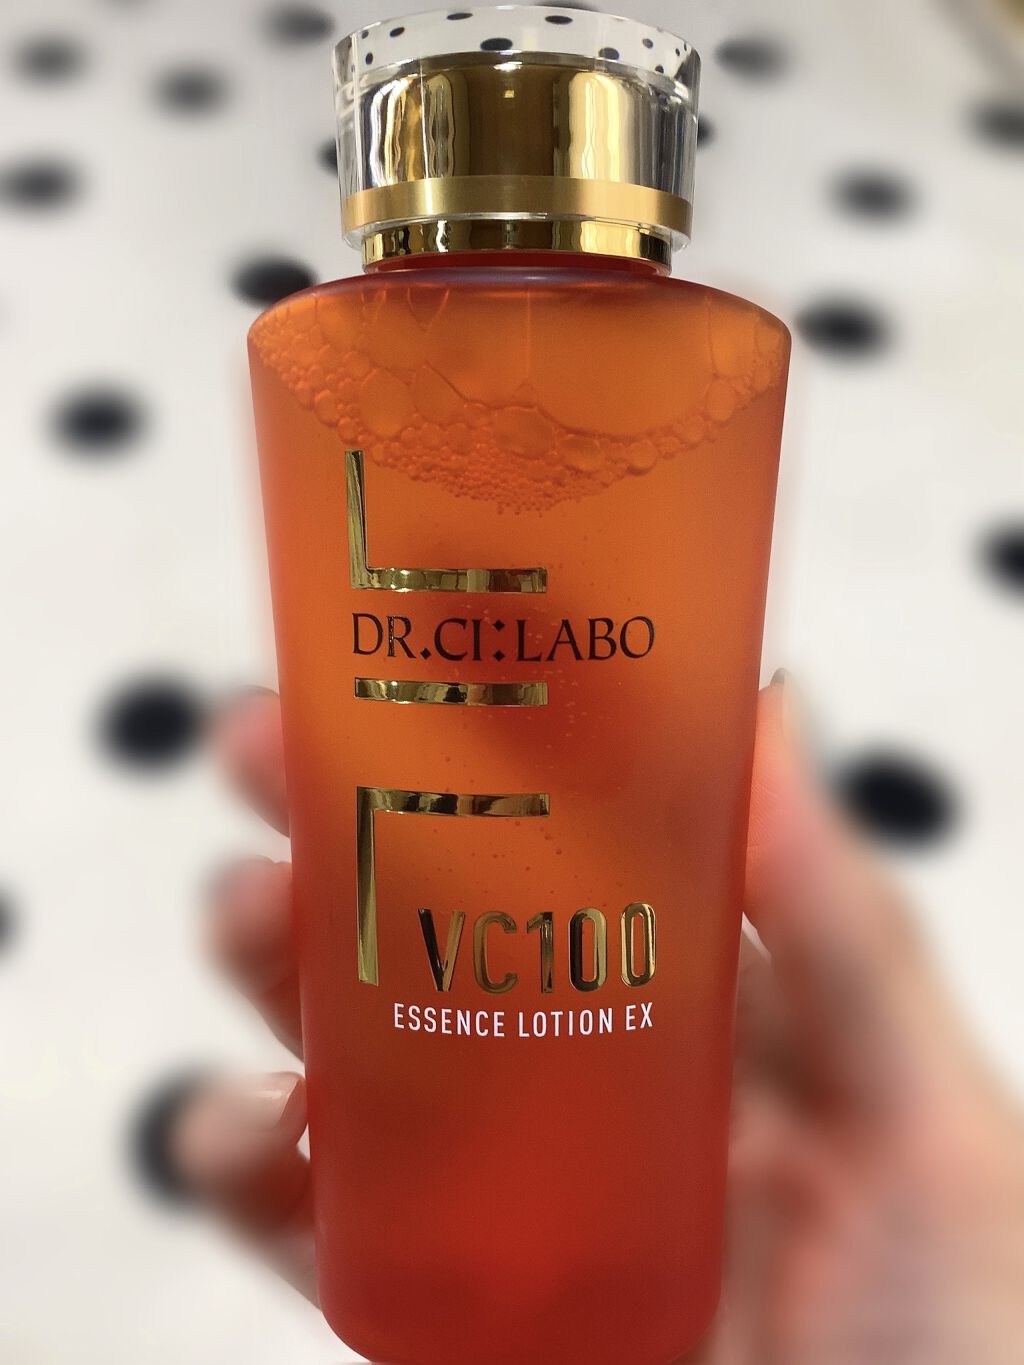 DR.CI:LABO
VC100
ESSENCE LOTION EX